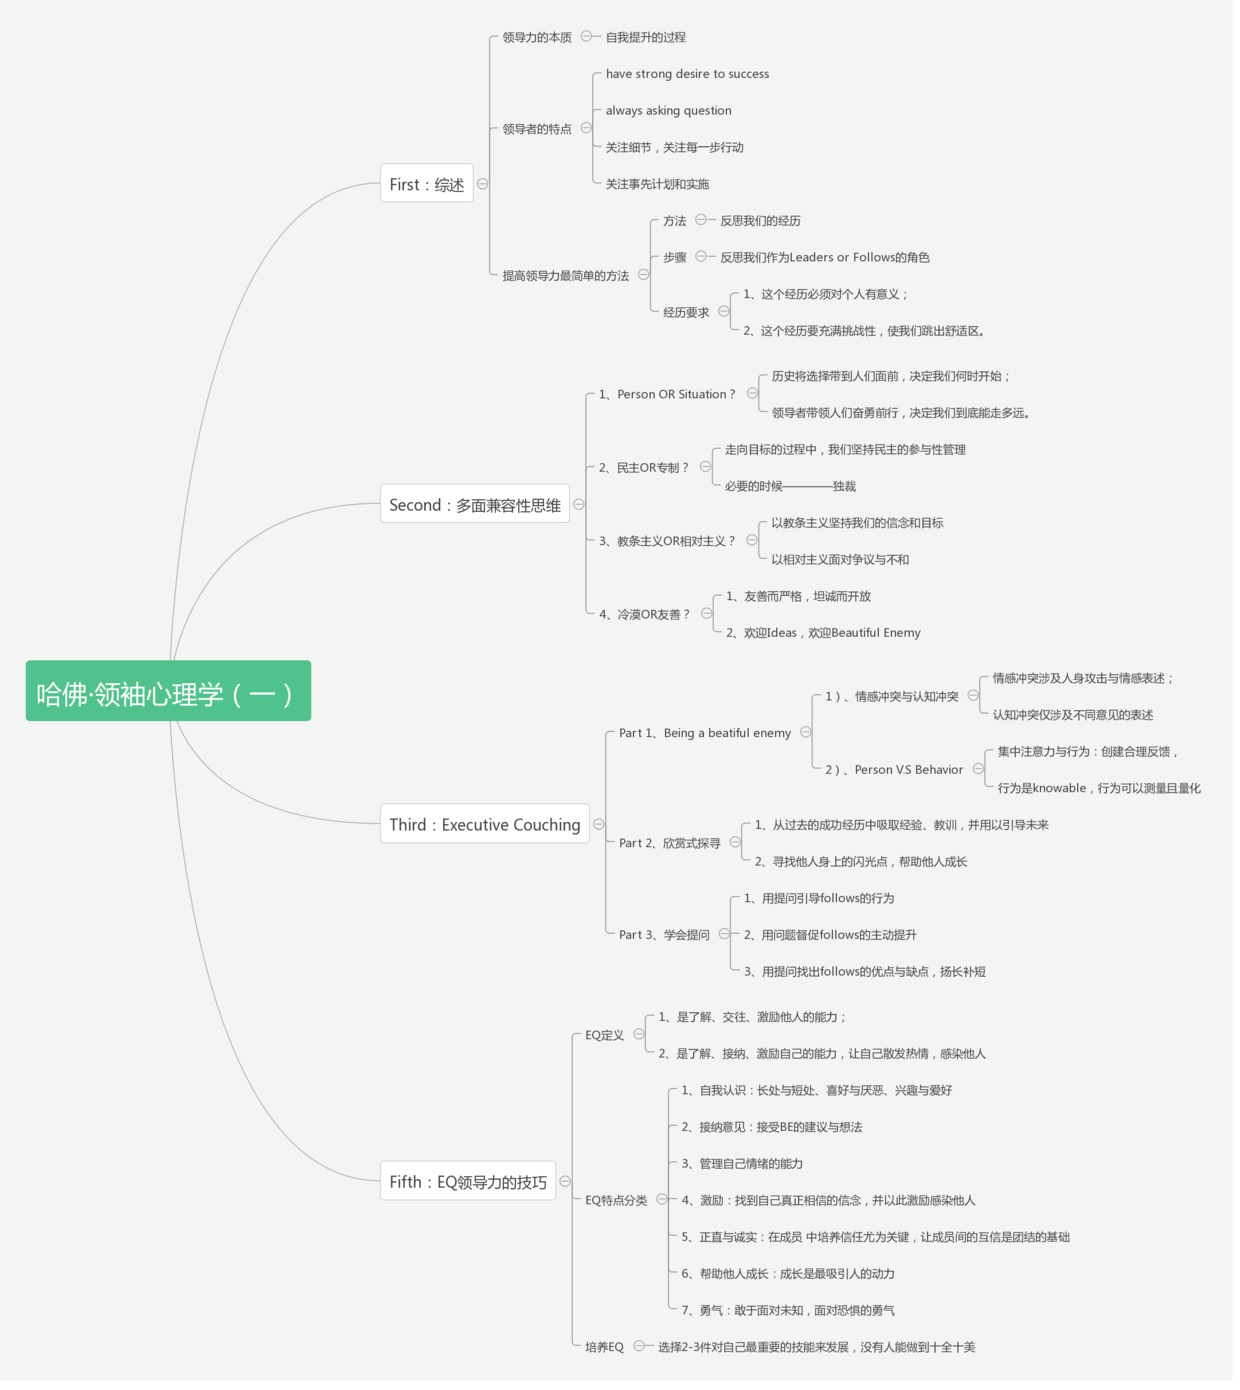 哈佛·领袖心理学（一）
First：综述
领导力的本质
自我提升的过程
领导者的特点
have strong desire to success
always asking question
关注细节，关注每一步行动
关注事先计划和实施
提高领导力最简单的方法
方法
反思我们的经历
步骤
反思我们作为Leaders or Follows的角色
经历要求
1、这个经历必须对个人有意义；
2、这个经历要充满挑战性，使我们跳出舒适区。
Second：多面兼容性思维
1、Person OR Situation？
历史将选择带到人们面前，决定我们何时开始；
领导者带领人们奋勇前行，决定我们到底能走多远。
2、民主OR专制？
走向目标的过程中，我们坚持民主的参与性管理
必要的时候————独裁
3、教条主义OR相对主义？
以教条主义坚持我们的信念和目标
以相对主义面对争议与不和
4、冷漠OR友善？
1、友善而严格，坦诚而开放
2、欢迎Ideas，欢迎Beautiful Enemy
Third：Executive Couching
Part 1、Being a beatiful enemy
1）、情感冲突与认知冲突
情感冲突涉及人身攻击与情感表述；
认知冲突仅涉及不同意见的表述
2）、Person V.S Behavior
集中注意力与行为：创建合理反馈，
行为是knowable，行为可以测量且量化
Part 2、欣赏式探寻
1、从过去的成功经历中吸取经验、教训，并用以引导未来
2、寻找他人身上的闪光点，帮助他人成长
Part 3、学会提问
1、用提问引导follows的行为
2、用问题督促follows的主动提升
3、用提问找出follows的优点与缺点，扬长补短
Fifth：EQ领导力的技巧
EQ定义
1、是了解、交往、激励他人的能力；
2、是了解、接纳、激励自己的能力，让自己散发热情，感染他人
EQ特点分类
1、自我认识：长处与短处、喜好与厌恶、兴趣与爱好
2、接纳意见：接受BE的建议与想法
3、管理自己情绪的能力
4、激励：找到自己真正相信的信念，并以此激励感染他人
5、正直与诚实：在成员 中培养信任尤为关键，让成员间的互信是团结的基础
6、帮助他人成长：成长是最吸引人的动力
7、勇气：敢于面对未知，面对恐惧的勇气
培养EQ
选择2-3件对自己最重要的技能来发展，没有人能做到十全十美